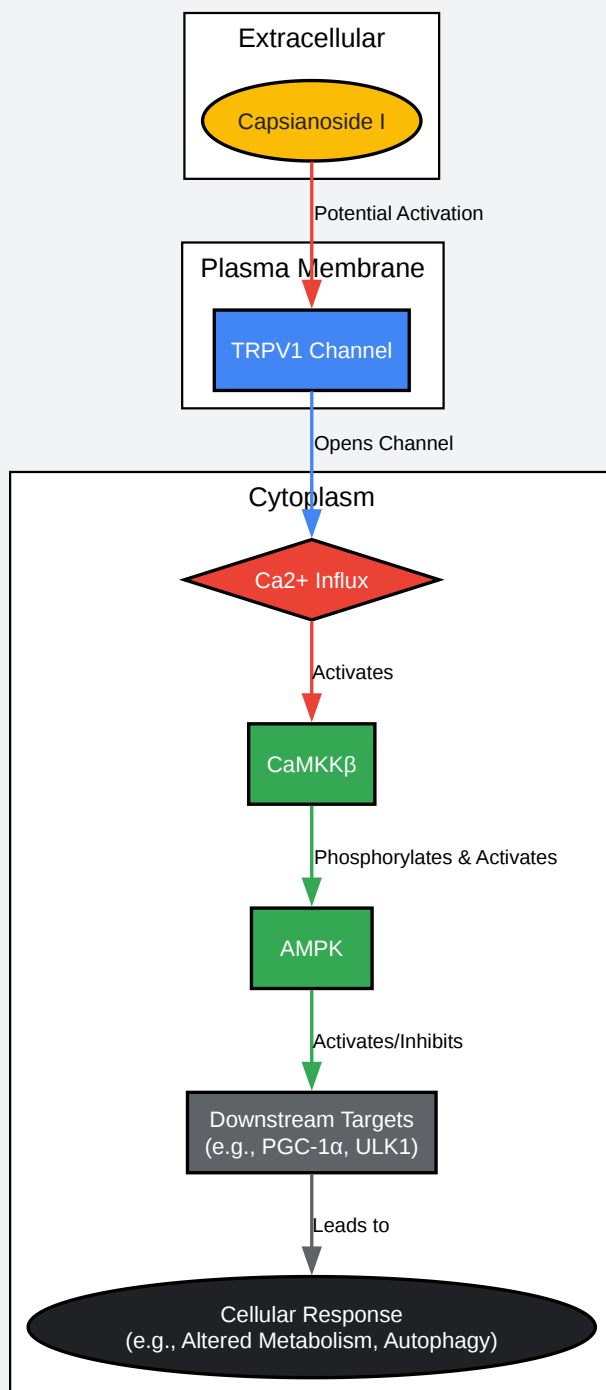 Extracellular
Capsianoside I
Potential Activation
Plasma Membrane
TRPV1 Channel
Opens Channel
Cytoplasm
Ca2+ Influx
Activates
CaMKKβ
Phosphorylates & Activates
AMPK
Activates/Inhibits
Downstream Targets
(e.g., PGC-1α, ULK1)
Leads to
Cellular Response
(e.g., Altered Metabolism, Autophagy)